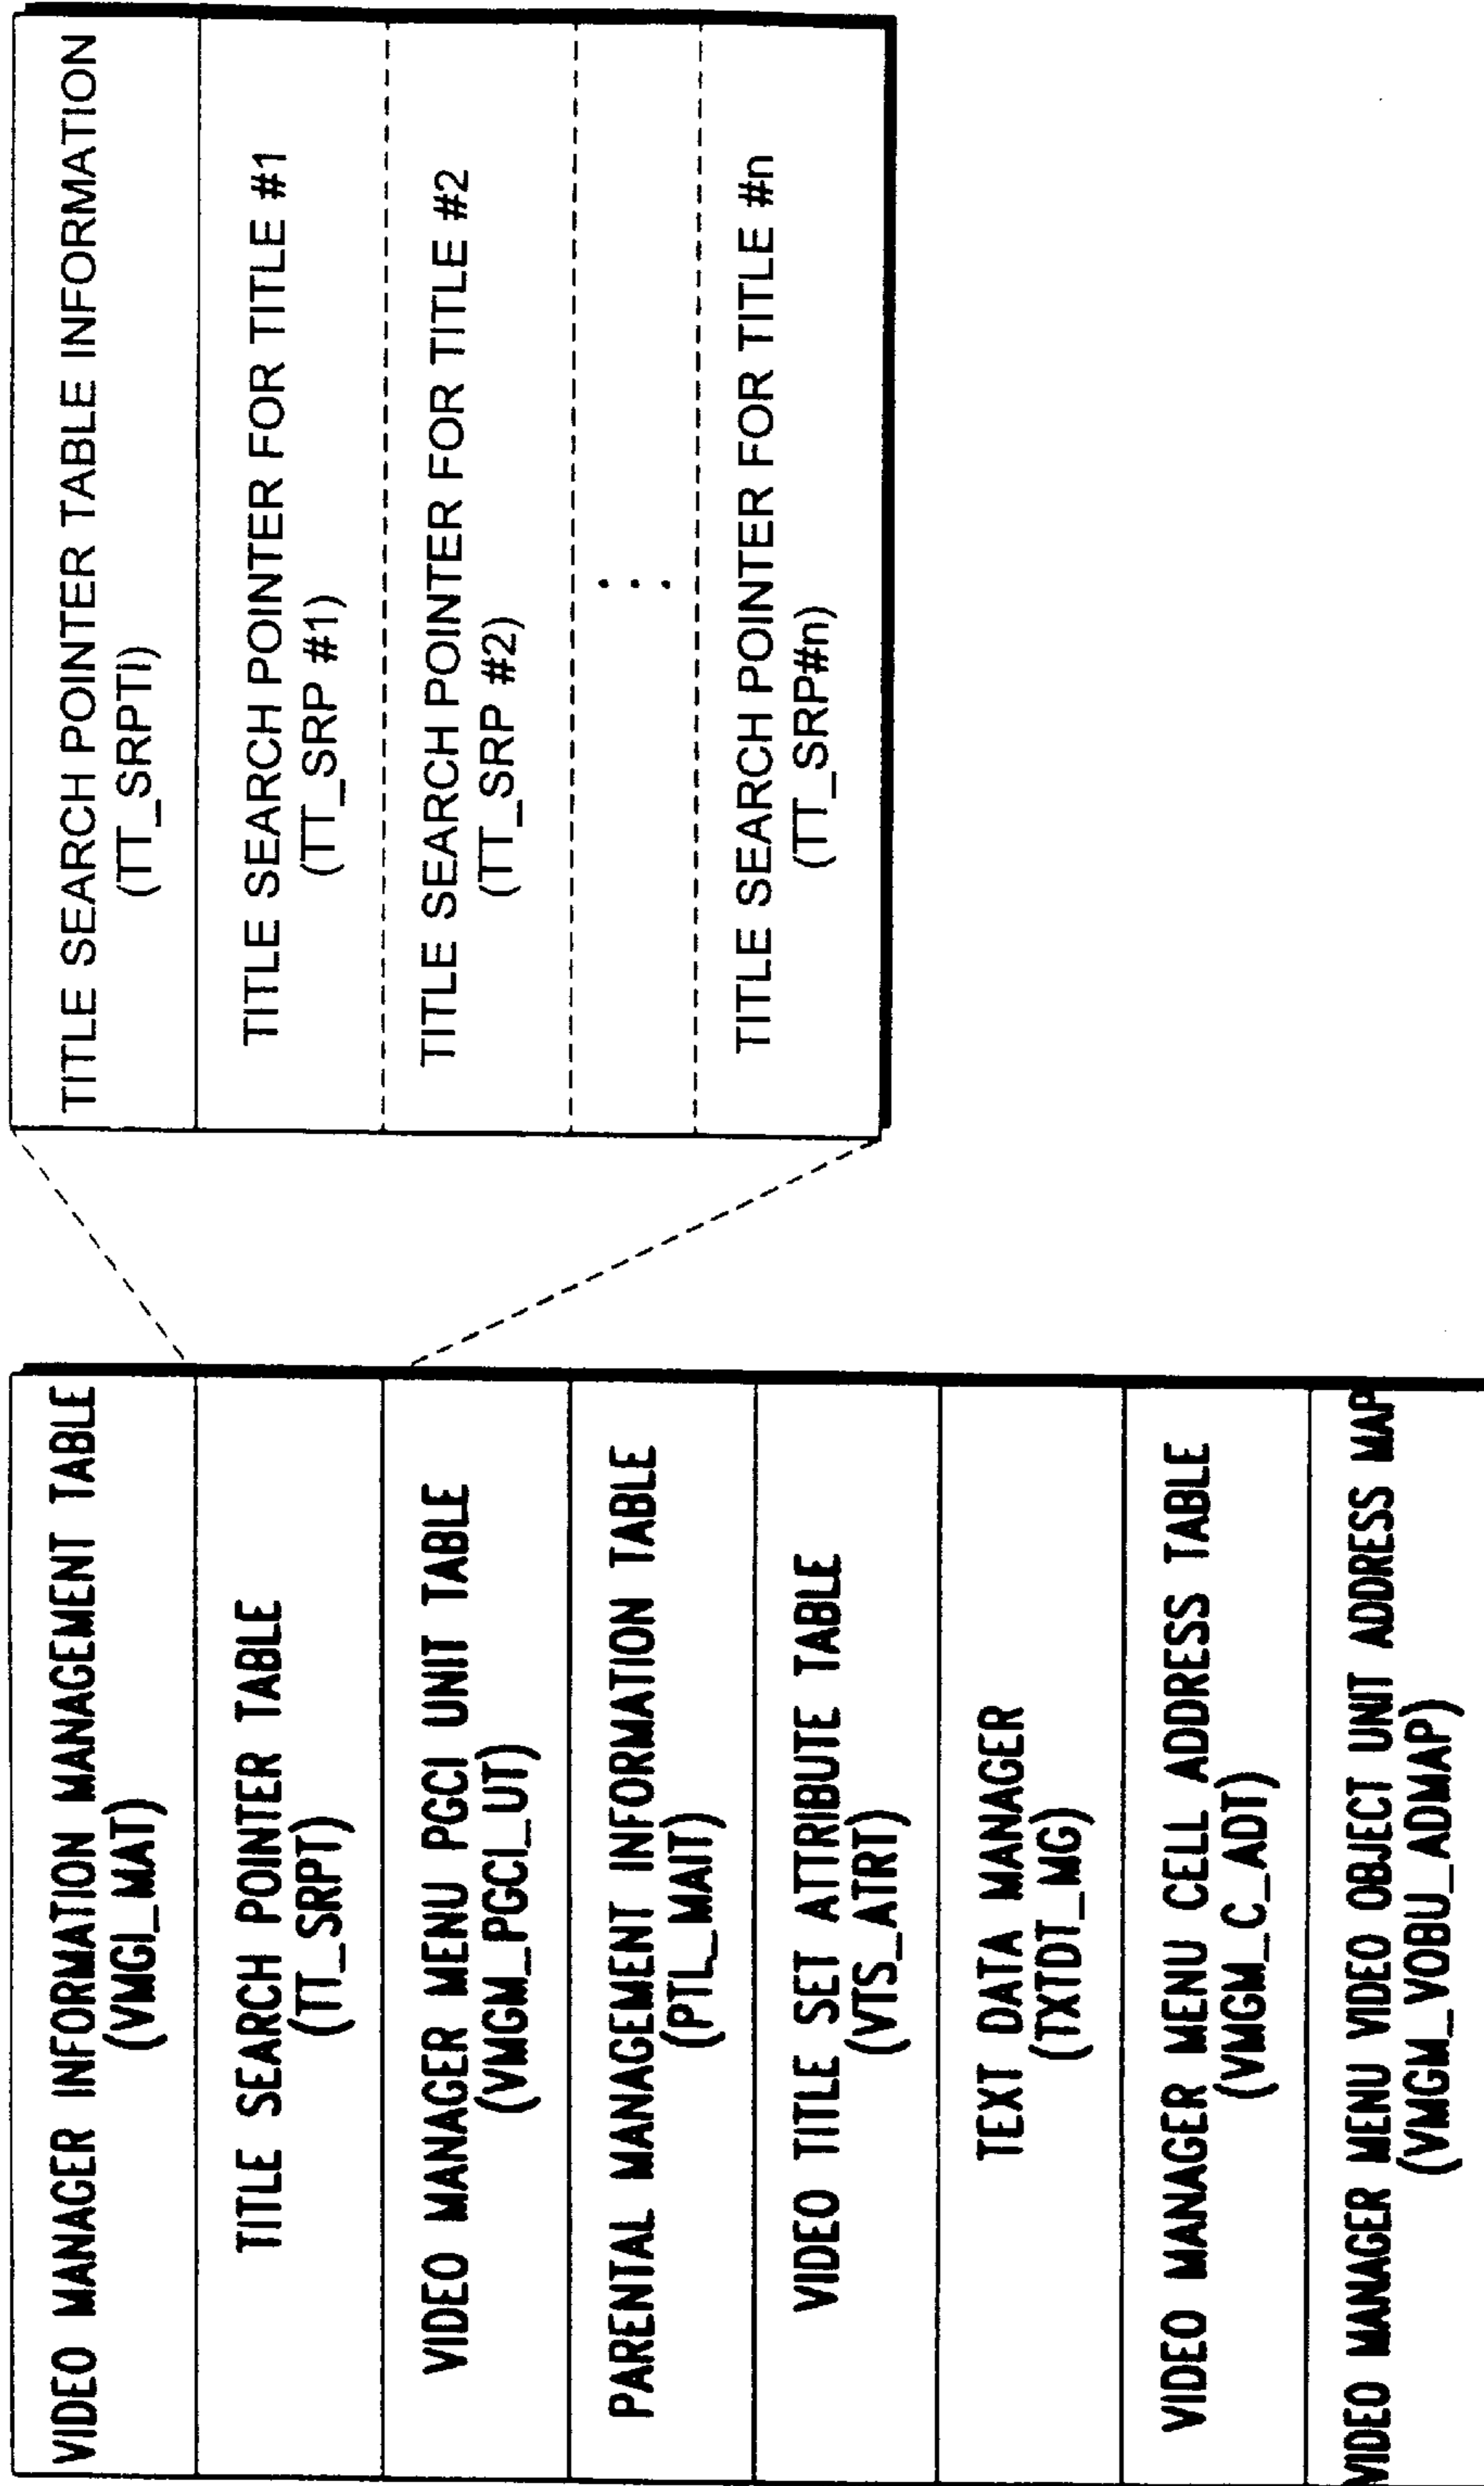 VIDEO MANAGER INFORMATION MANAGEMENT TABLE
(VMGI_MAT)
TITLE SEARCH POINTER TABLE
(TT_SRPT)
VIDEO MANAGER MENU PGCI UNIT TABLE
(VMGM_PGCI_UT)
PARENTAL MANAGEMENT INFORMATION TABLE
(PTL_MAIT)
VIDEO TITLE SET ATTRIBUTE TABLE
(VTS_ATRT)
TEXT DATA MANAGER
(TXTDT_MG)
VIDEO MANAGER MENU CELL ADDRESS TABLE
(VMGM_C_ADT)
VIDEO MANAGER MENU VIDEO OBJECT UNIT ADDRESS MAP
(VMGM_VOBU_ADMAP)
TITLE SEARCH POINTER TABLE INFORMATION
(TT_SRPTI)
TITLE SEARCH POINTER FOR TITLE #1
(TT_SRP #1)
TITLE SEARCH POINTER FOR TITLE #2
(TT_SRP #2)
⋮
TITLE SEARCH POINTER FOR TITLE #n
(TT_SRP#n)